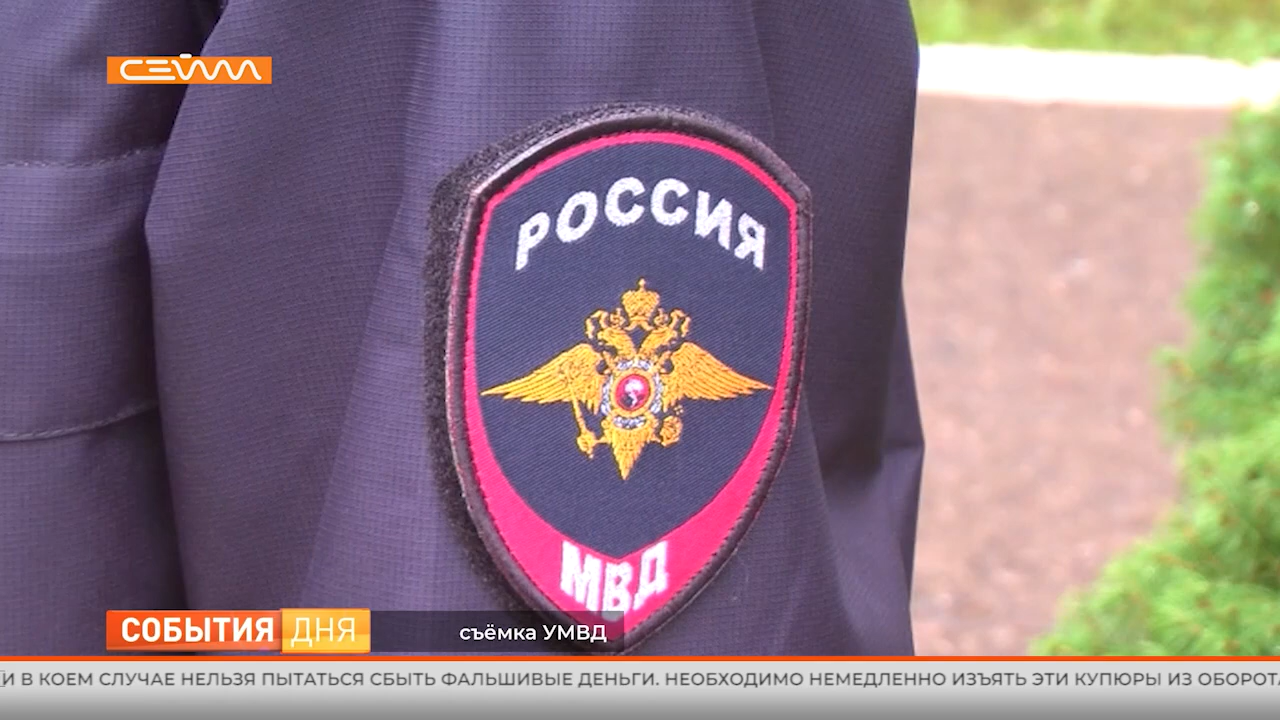 СЕЙМ
РОССИЯ
МВД
СОБЫТИЯ ДНЯ
съёмка УМВД
И В КОЕМ СЛУЧАЕ НЕЛЬЗЯ ПЫТАТЬСЯ СБЫТЬ ФАЛЬШИВЫЕ ДЕНЬГИ. НЕОБХОДИМО НЕМЕДЛЕННО ИЗЪЯТЬ ЭТИ КУПЮРЫ ИЗ ОБОРОТА